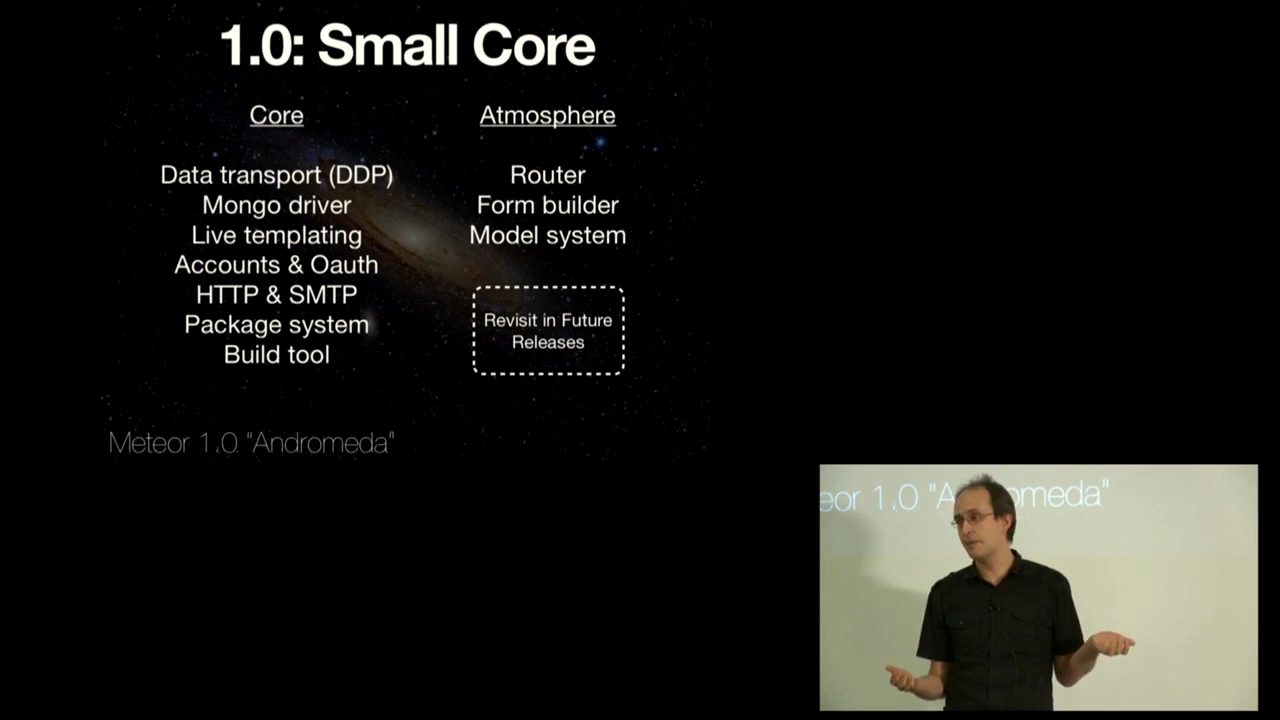 1.0: Small Core
Core
Data transport (DDP)
Mongo driver
Live templating
Accounts & Oauth
HTTP & SMTP
Package system
Build tool
Atmosphere
Router
Form builder
Model system
Revisit in Future
Releases
Meteor 1.0 "Andromeda"
eor 1.0 "A omeda"